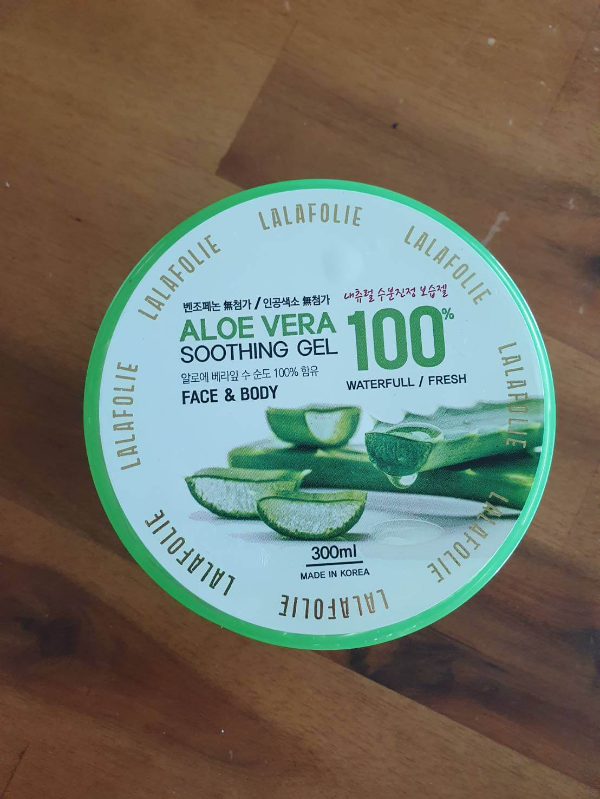 LALAFOLIE
LALAFOLIE
LALAFOLIE
LALAFOLIE
LALAFOLIE
LALAFOLIE
LALAFOLIE
LALAFOLIE
벤조페논 無첨가 / 인공색소 無첨가
내츄럴 수분진정 보습젤
ALOE VERA
SOOTHING GEL
100%
알로에 베라잎 수 순도 100% 함유
FACE & BODY
WATERFULL / FRESH
300ml
MADE IN KOREA